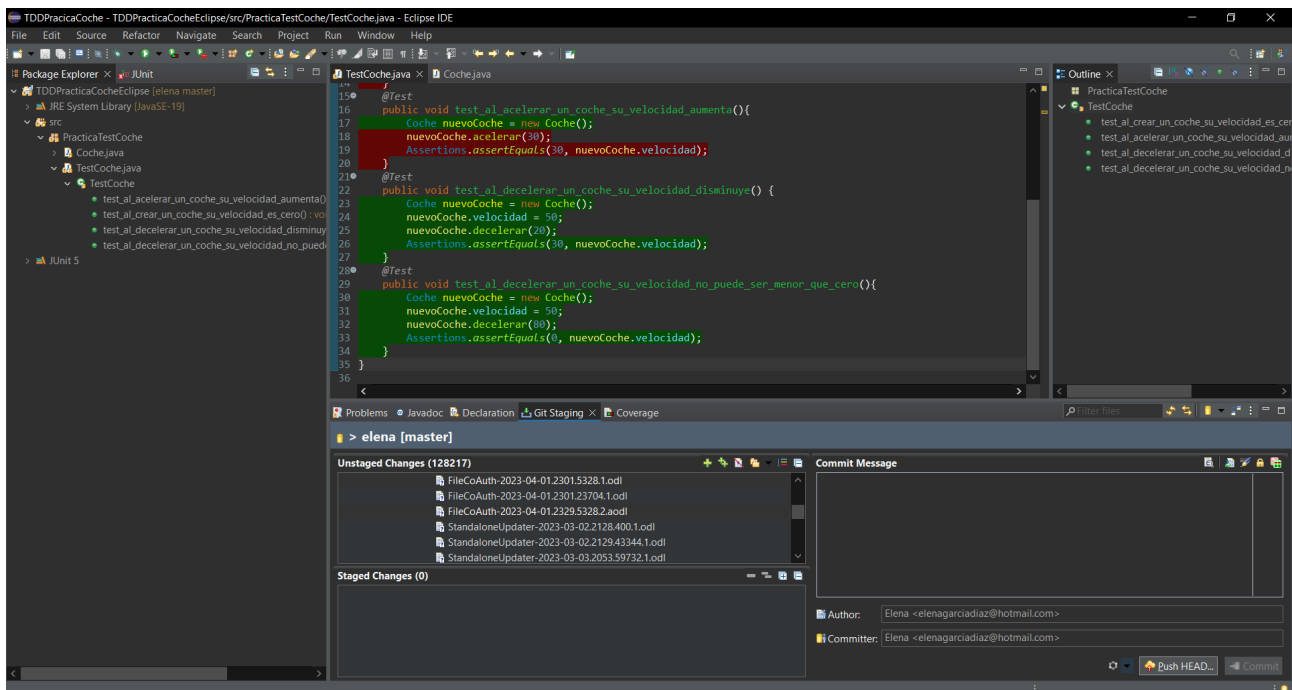 TDDPracicaCoche - TDDPracticaCocheEclipse/src/PracticaTestCoche/TestCoche.java - Eclipse IDE
File Edit Source Refactor Navigate Search Project Run Window Help
Package Explorer JUnit
TDDPracticaCocheEclipse [elena master]
JRE System Library [JavaSE-19]
src
PracticaTestCoche
Coche.java
TestCoche.java
TestCoche
test_al_acelerar_un_coche_su_velocidad_aumenta()
test_al_crear_un_coche_su_velocidad_es_cero() : voi
test_al_decelerar_un_coche_su_velocidad_disminuy
test_al_decelerar_un_coche_su_velocidad_no_puede
JUnit 5
TestCoche.java Coche.java
14 }
15 @Test
16 public void test_al_acelerar_un_coche_su_velocidad_aumenta(){
17 Coche nuevoCoche = new Coche();
18 nuevoCoche.acelerar(30);
19 Assertions.assertEquals(30, nuevoCoche.velocidad);
20 }
21 @Test
22 public void test_al_decelerar_un_coche_su_velocidad_disminuye() {
23 Coche nuevoCoche = new Coche();
24 nuevoCoche.velocidad = 50;
25 nuevoCoche.decelerar(20);
26 Assertions.assertEquals(30, nuevoCoche.velocidad);
27 }
28 @Test
29 public void test_al_decelerar_un_coche_su_velocidad_no_puede_ser_menor_que_cero(){
30 Coche nuevoCoche = new Coche();
31 nuevoCoche.velocidad = 50;
32 nuevoCoche.decelerar(80);
33 Assertions.assertEquals(0, nuevoCoche.velocidad);
34 }
35 }
36
Outline
PracticaTestCoche
TestCoche
test_al_crear_un_coche_su_velocidad_es_cer
test_al_acelerar_un_coche_su_velocidad_au
test_al_decelerar_un_coche_su_velocidad_d
test_al_decelerar_un_coche_su_velocidad_n
Problems Javadoc Declaration Git Staging Coverage
Filter files
> elena [master]
Unstaged Changes (128217)
FileCoAuth-2023-04-01.2301.5328.1.odl
FileCoAuth-2023-04-01.2301.23704.1.odl
FileCoAuth-2023-04-01.2329.5328.2.aodl
StandaloneUpdater-2023-03-02.2128.400.1.odl
StandaloneUpdater-2023-03-02.2129.43344.1.odl
StandaloneUpdater-2023-03-03.2053.59732.1.odl
Staged Changes (0)
Commit Message
Author: Elena <elenagarciadiaz@hotmail.com>
Committer: Elena <elenagarciadiaz@hotmail.com>
Push HEAD... Commit